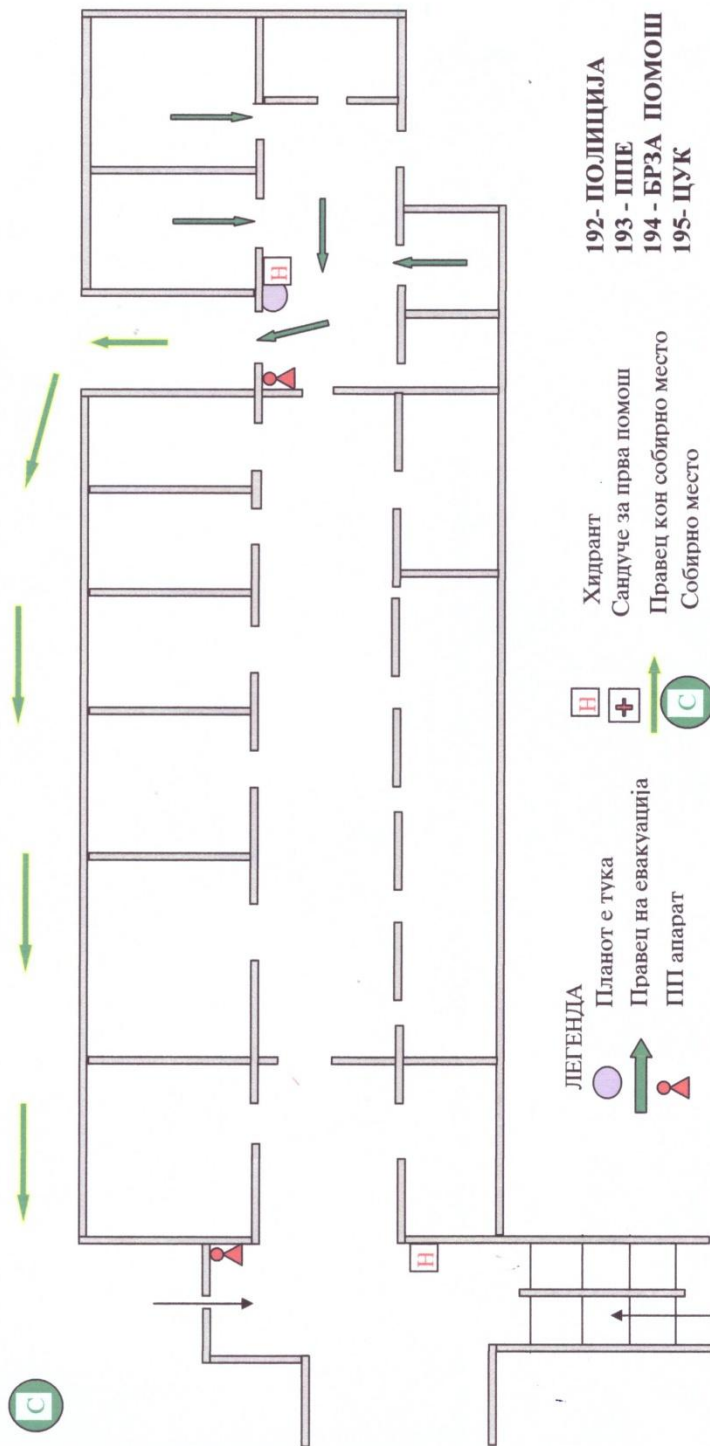 C
H
H
ЛЕГЕНДА
Планот е тука
Правец на евакуација
ПП апарат
H
Хидрант
Сандуче за прва помош
Правец кон собирно место
C
Собирно место
192- ПОЛИЦИЈА
193 - ППЕ
194 - БРЗА ПОМОШ
195- ЦУК